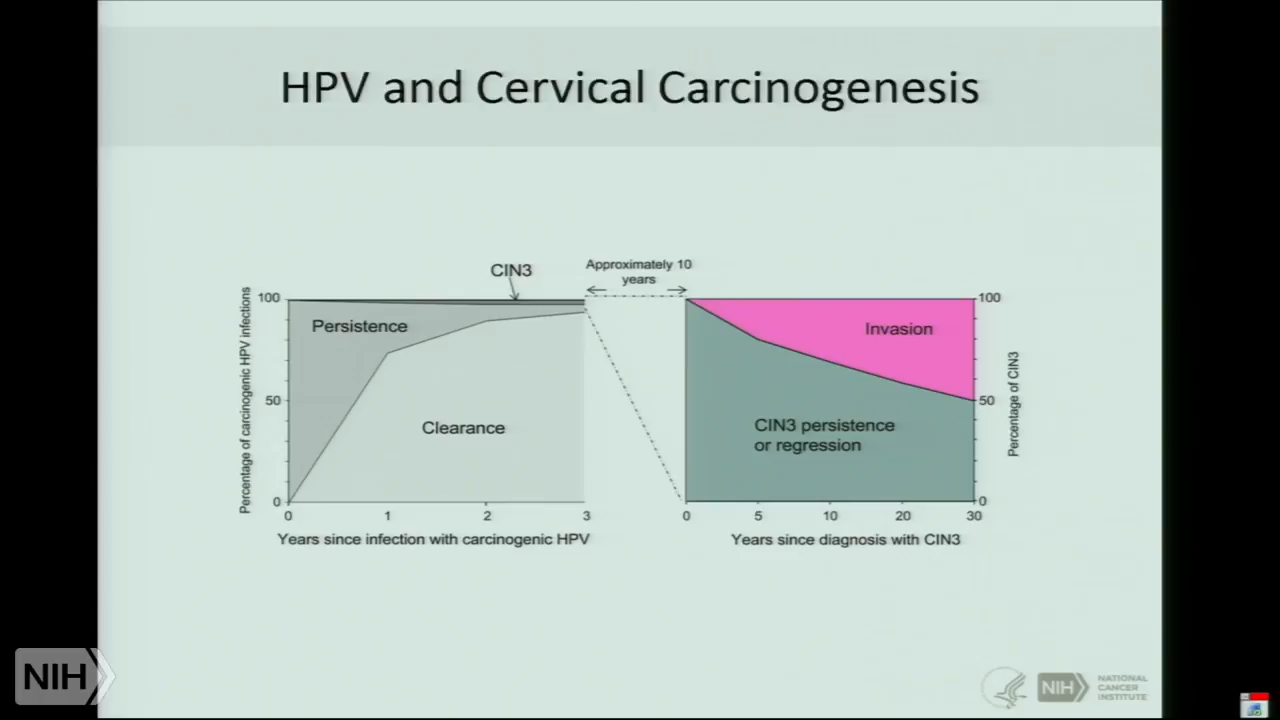 HPV and Cervical Carcinogenesis
CIN3
Approximately 10
years
Percentage of carcinogenic HPV infections
100
50
0
Persistence
Clearance
0 1 2 3
Years since infection with carcinogenic HPV
Invasion
CIN3 persistence
or regression
100
50
0
Percentage of CIN3
0 5 10 20 30
Years since diagnosis with CIN3
NIH
NIH
NATIONAL
CANCER
INSTITUTE